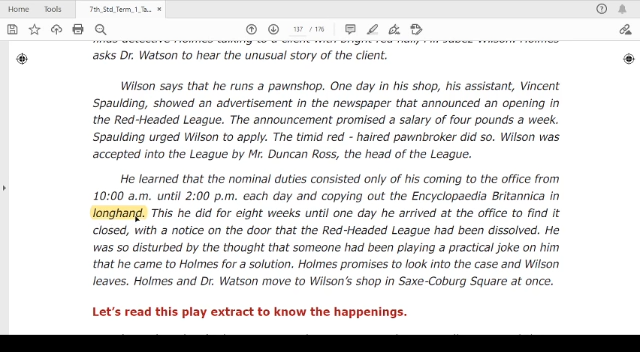 Home Tools 7th_Std_Term_1_Ta... ×
137 / 176
asks Dr. Watson to hear the unusual story of the client.
Wilson says that he runs a pawnshop. One day in his shop, his assistant, Vincent
Spaulding, showed an advertisement in the newspaper that announced an opening in
the Red-Headed League. The announcement promised a salary of four pounds a week.
Spaulding urged Wilson to apply. The timid red - haired pawnbroker did so. Wilson was
accepted into the League by Mr. Duncan Ross, the head of the League.
He learned that the nominal duties consisted only of his coming to the office from
10:00 a.m. until 2:00 p.m. each day and copying out the Encyclopaedia Britannica in
longhand. This he did for eight weeks until one day he arrived at the office to find it
closed, with a notice on the door that the Red-Headed League had been dissolved. He
was so disturbed by the thought that someone had been playing a practical joke on him
that he came to Holmes for a solution. Holmes promises to look into the case and Wilson
leaves. Holmes and Dr. Watson move to Wilson's shop in Saxe-Coburg Square at once.
Let's read this play extract to know the happenings.